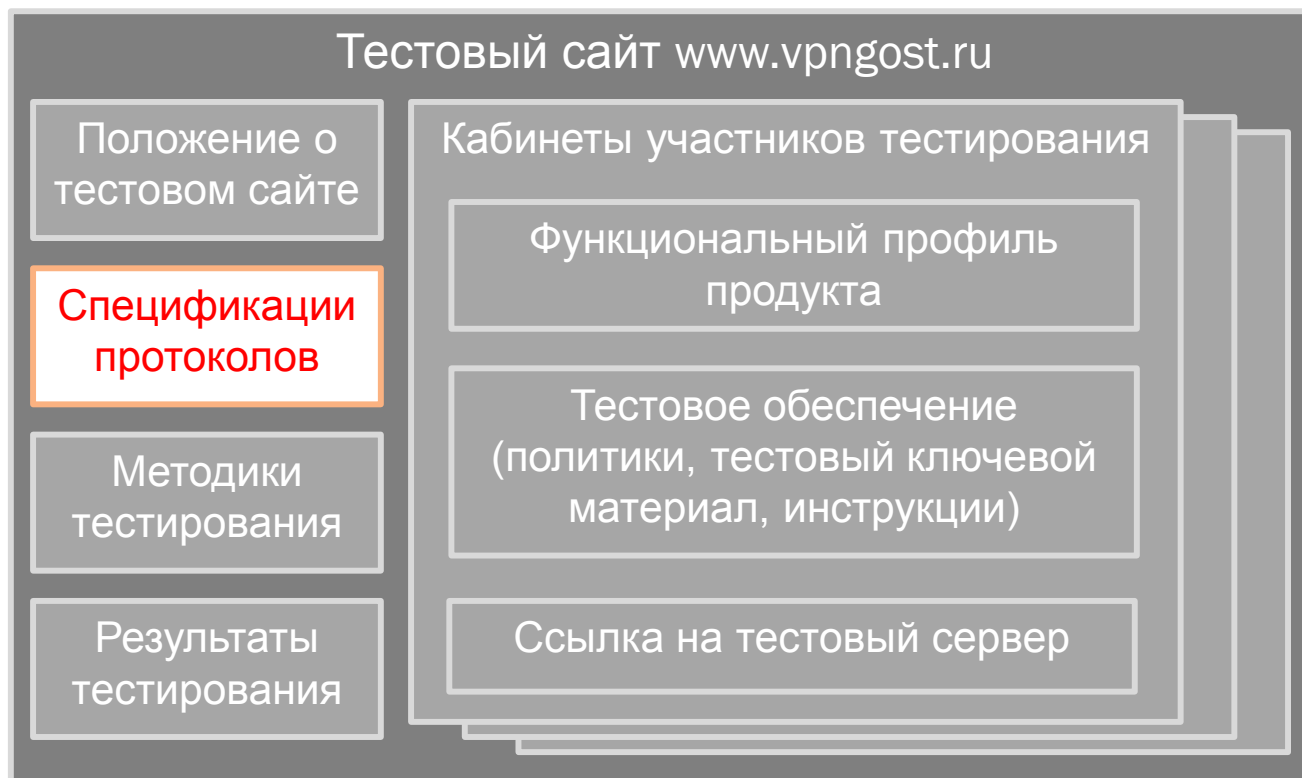 Тестовый сайт www.vpngost.ru
Положение о
тестовом сайте
Спецификации
протоколов
Методики
тестирования
Результаты
тестирования
Кабинеты участников тестирования
Функциональный профиль
продукта
Тестовое обеспечение
(политики, тестовый ключевой
материал, инструкции)
Ссылка на тестовый сервер